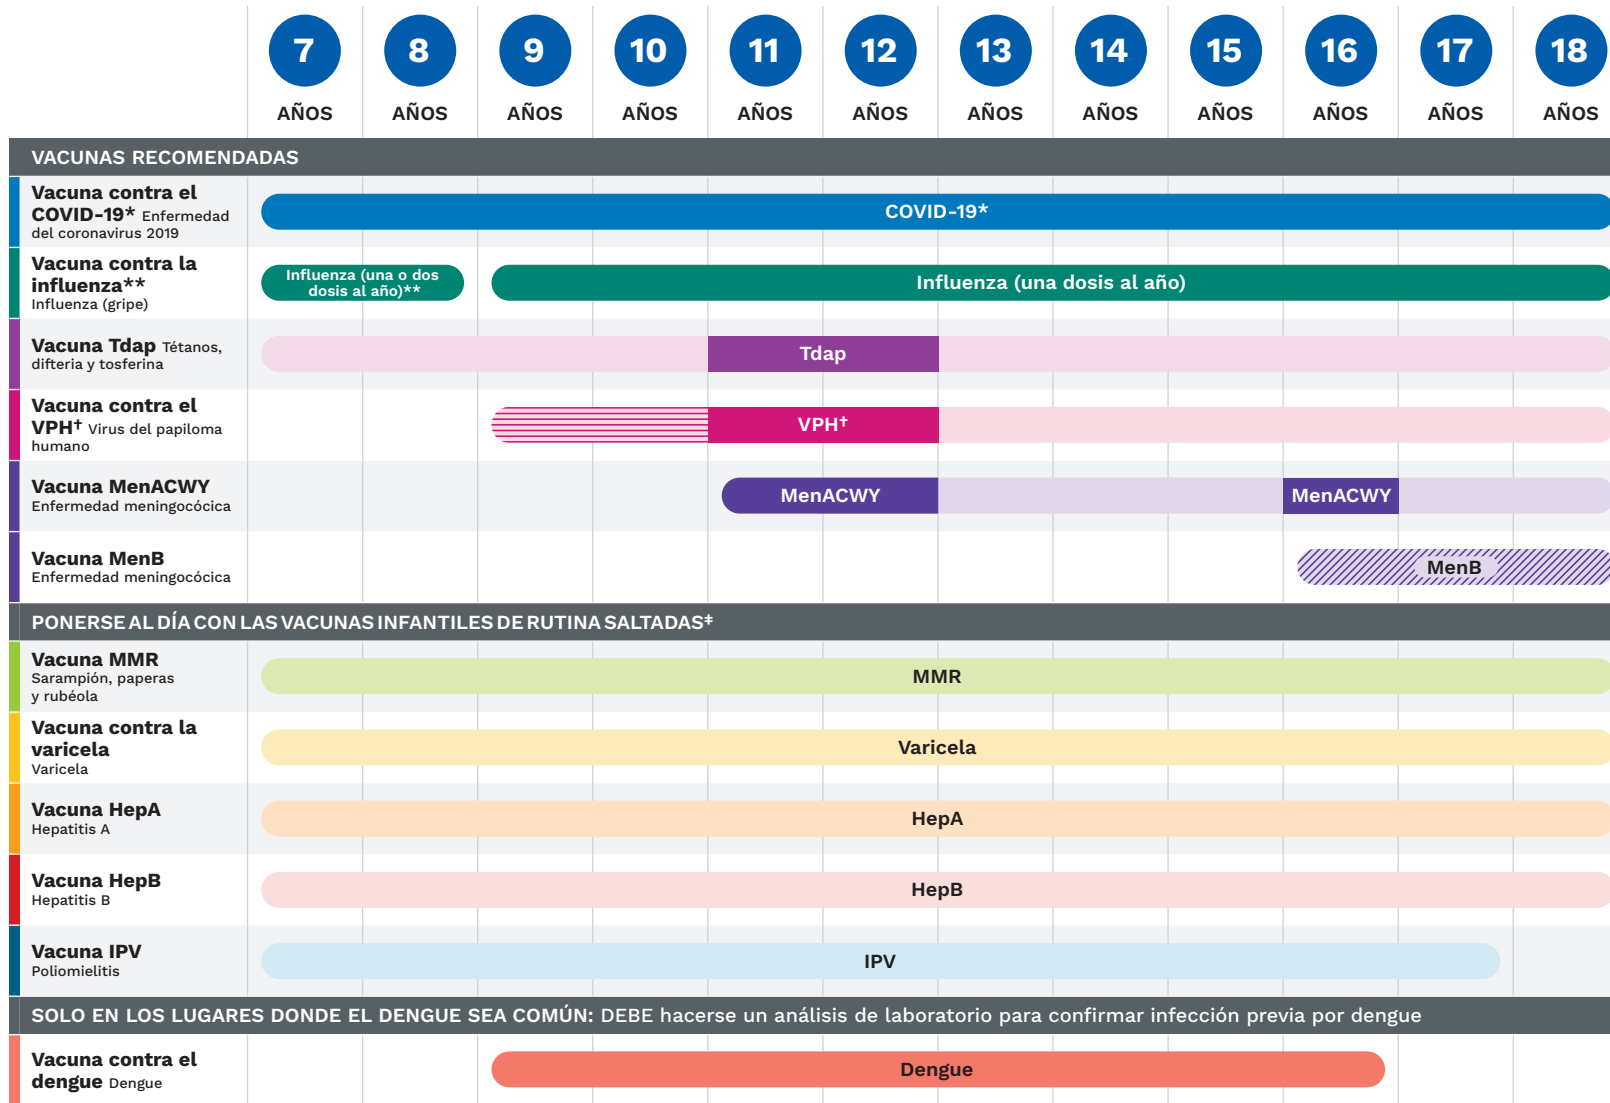 7 8 9 10 11 12 13 14 15 16 17 18
AÑOS AÑOS AÑOS AÑOS AÑOS AÑOS AÑOS AÑOS AÑOS AÑOS AÑOS AÑOS
VACUNAS RECOMENDADAS
Vacuna contra el
COVID-19* Enfermedad
del coronavirus 2019
COVID-19*
Vacuna contra la
influenza**
Influenza (gripe)
Influenza (una o dos
dosis al año)**
Influenza (una dosis al año)
Vacuna Tdap Tétanos,
difteria y tosferina
Tdap
Vacuna contra el
VPH† Virus del papiloma
humano
VPH†
Vacuna MenACWY
Enfermedad meningocócica
MenACWY
MenACWY
Vacuna MenB
Enfermedad meningocócica
MenB
PONERSE AL DÍA CON LAS VACUNAS INFANTILES DE RUTINA SALTADAS‡
Vacuna MMR
Sarampión, paperas
y rubéola
MMR
Vacuna contra la
varicela
Varicela
Varicela
Vacuna HepA
Hepatitis A
HepA
Vacuna HepB
Hepatitis B
HepB
Vacuna IPV
Poliomielitis
IPV
SOLO EN LOS LUGARES DONDE EL DENGUE SEA COMÚN: DEBE hacerse un análisis de laboratorio para confirmar infección previa por dengue
Vacuna contra el
dengue Dengue
Dengue